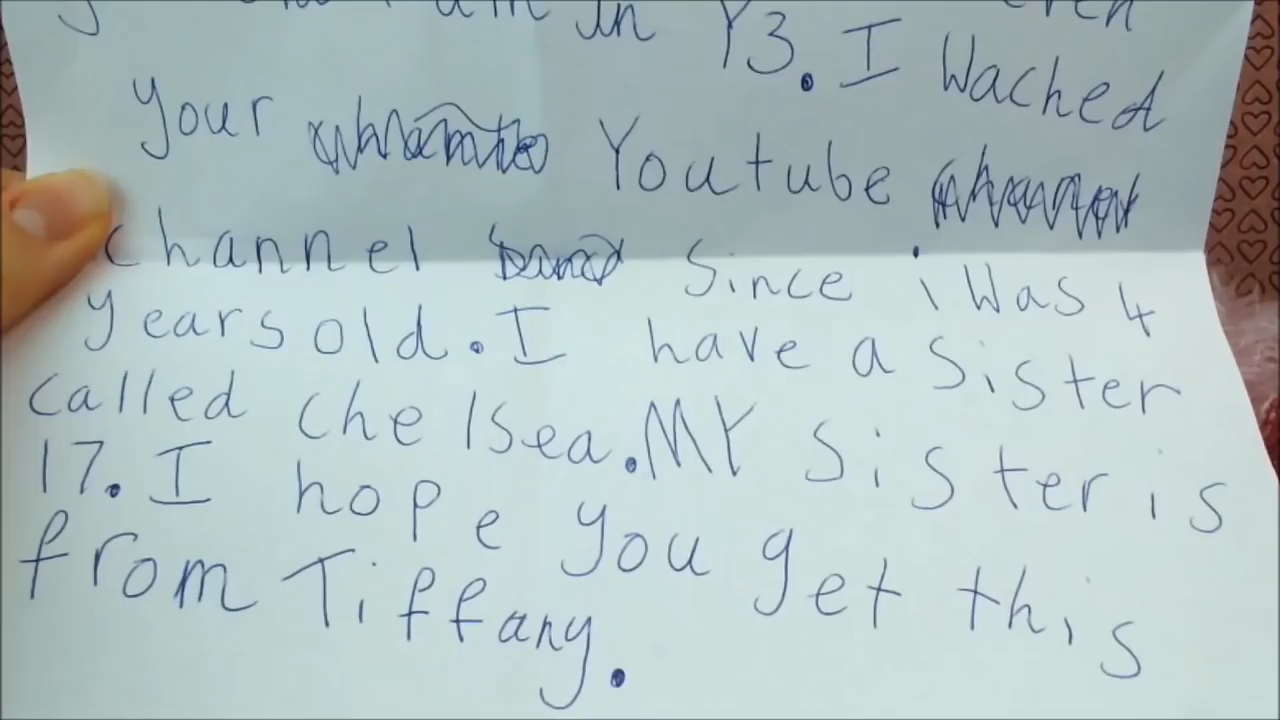 am in Y3. I Wached
your Youtube
channel Since i Was 4
years old. I have a Sister
called Chelsea. MY Sister is
17. I hope you get this
from Tiffany.